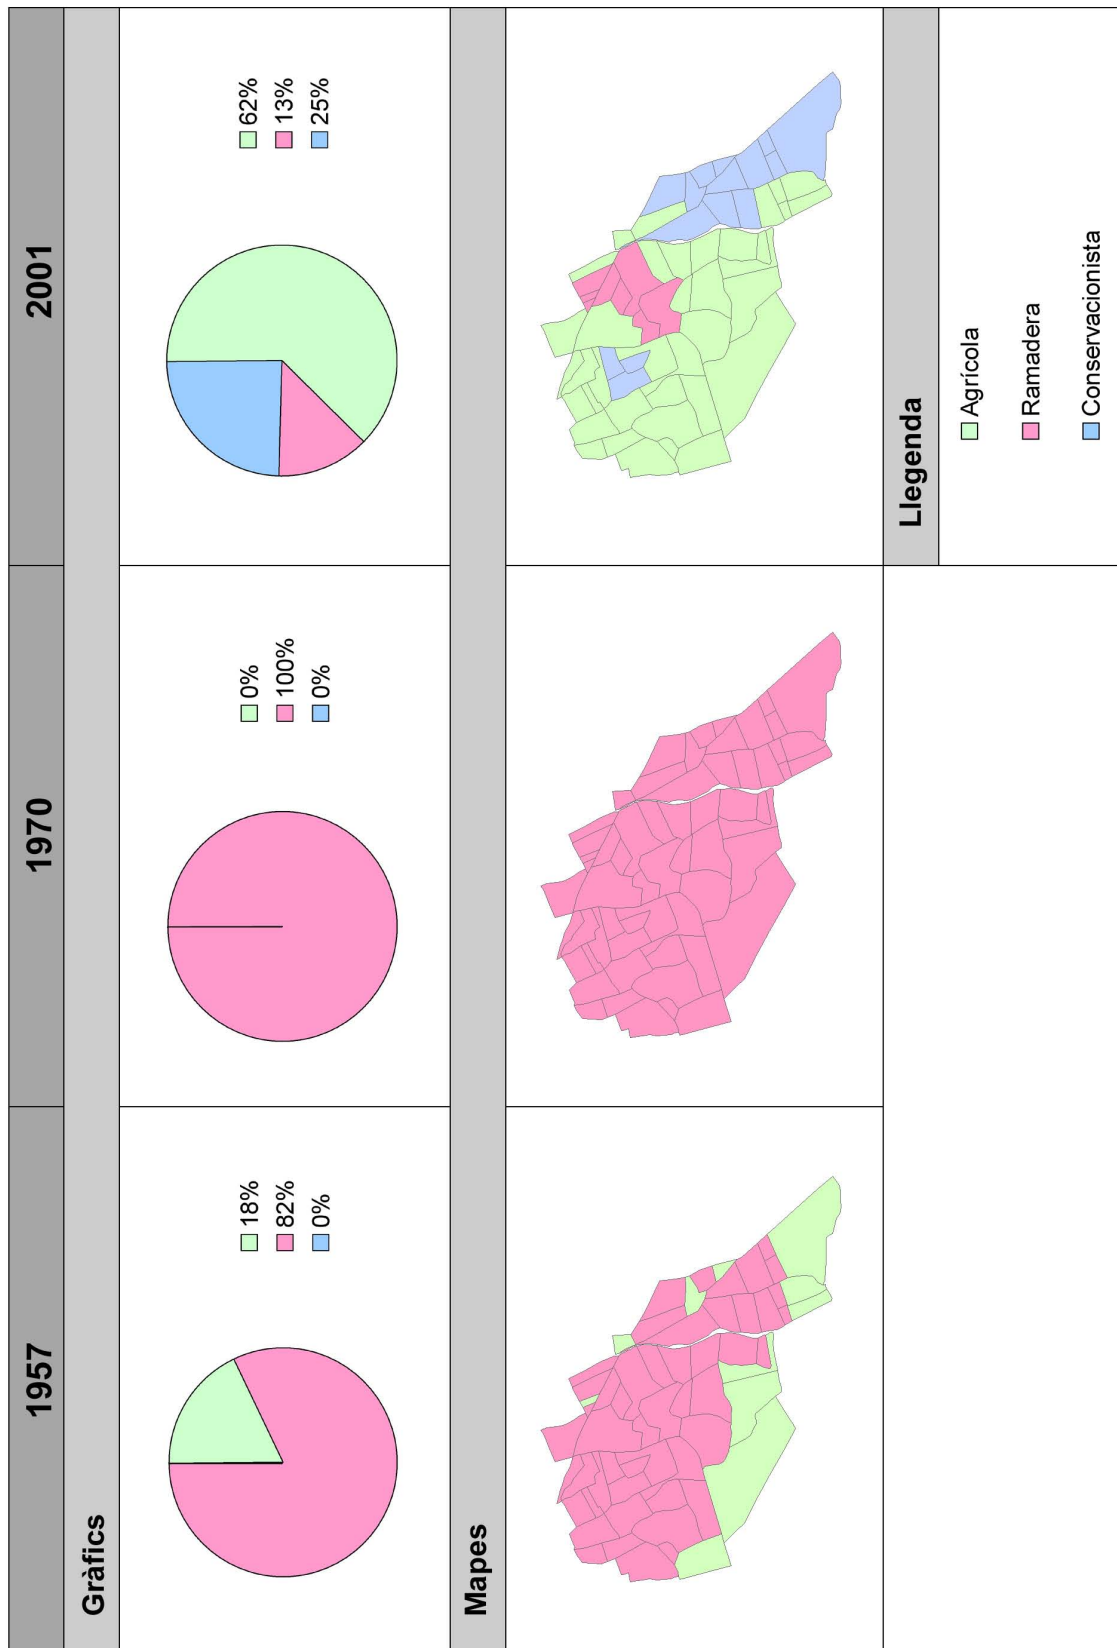 1957 1970 2001
Gràfics
18%
82%
0%
0%
100%
0%
62%
13%
25%
Mapes
Llegenda
Agrícola
Ramadera
Conservacionista